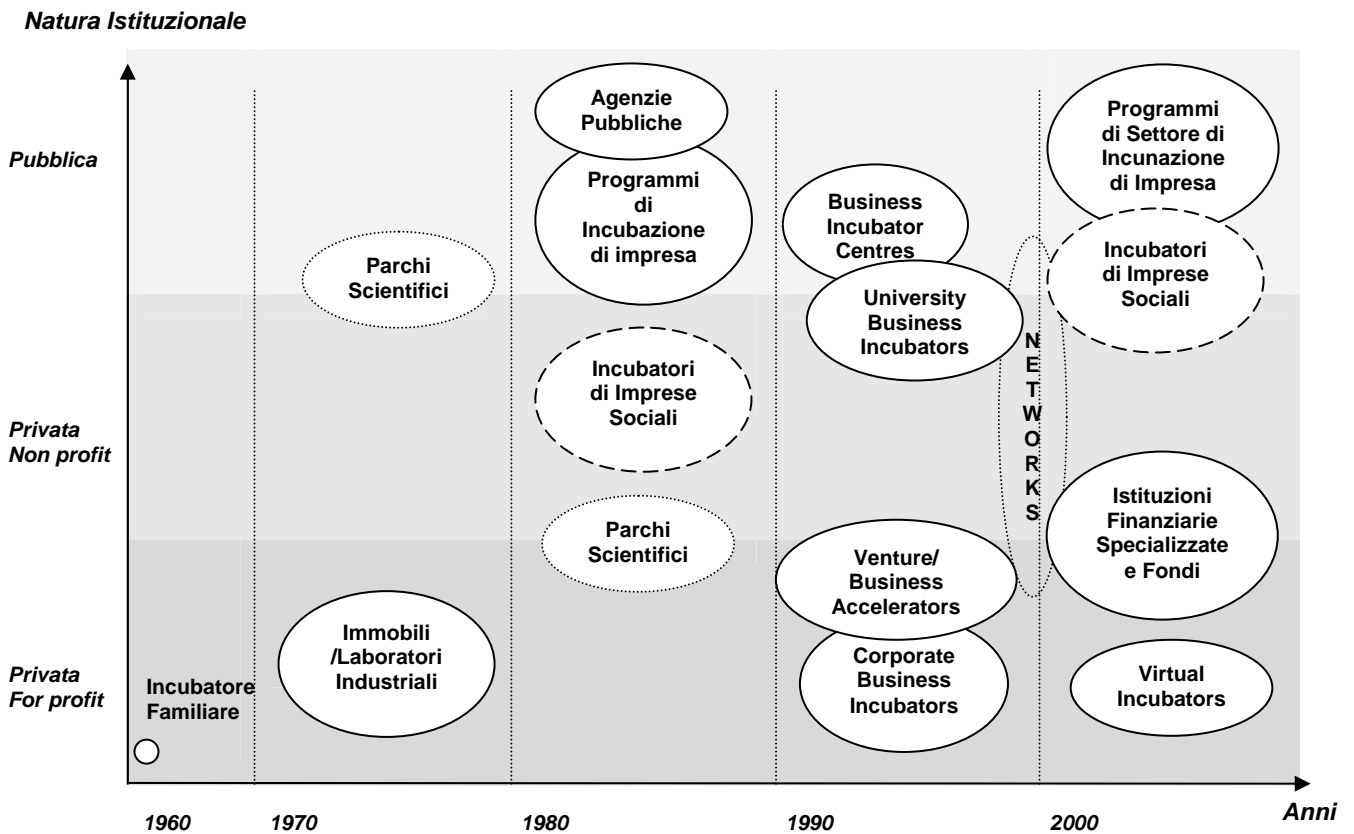 Natura Istituzionale
Pubblica
Privata
Non profit
Privata
For profit
Incubatore
Familiare
Parchi
Scientifici
Immobili
/Laboratori
Industriali
Agenzie
Pubbliche
Programmi
di
Incubazione
di impresa
Incubatori
di Imprese
Sociali
Parchi
Scientifici
Business
Incubator
Centres
University
Business
Incubators
Venture/
Business
Accelerators
Corporate
Business
Incubators
NETWORKS
Programmi
di Settore di
Incunazione
di Impresa
Incubatori
di Imprese
Sociali
Istituzioni
Finanziarie
Specializzate
e Fondi
Virtual
Incubators
1960
1970
1980
1990
2000
Anni